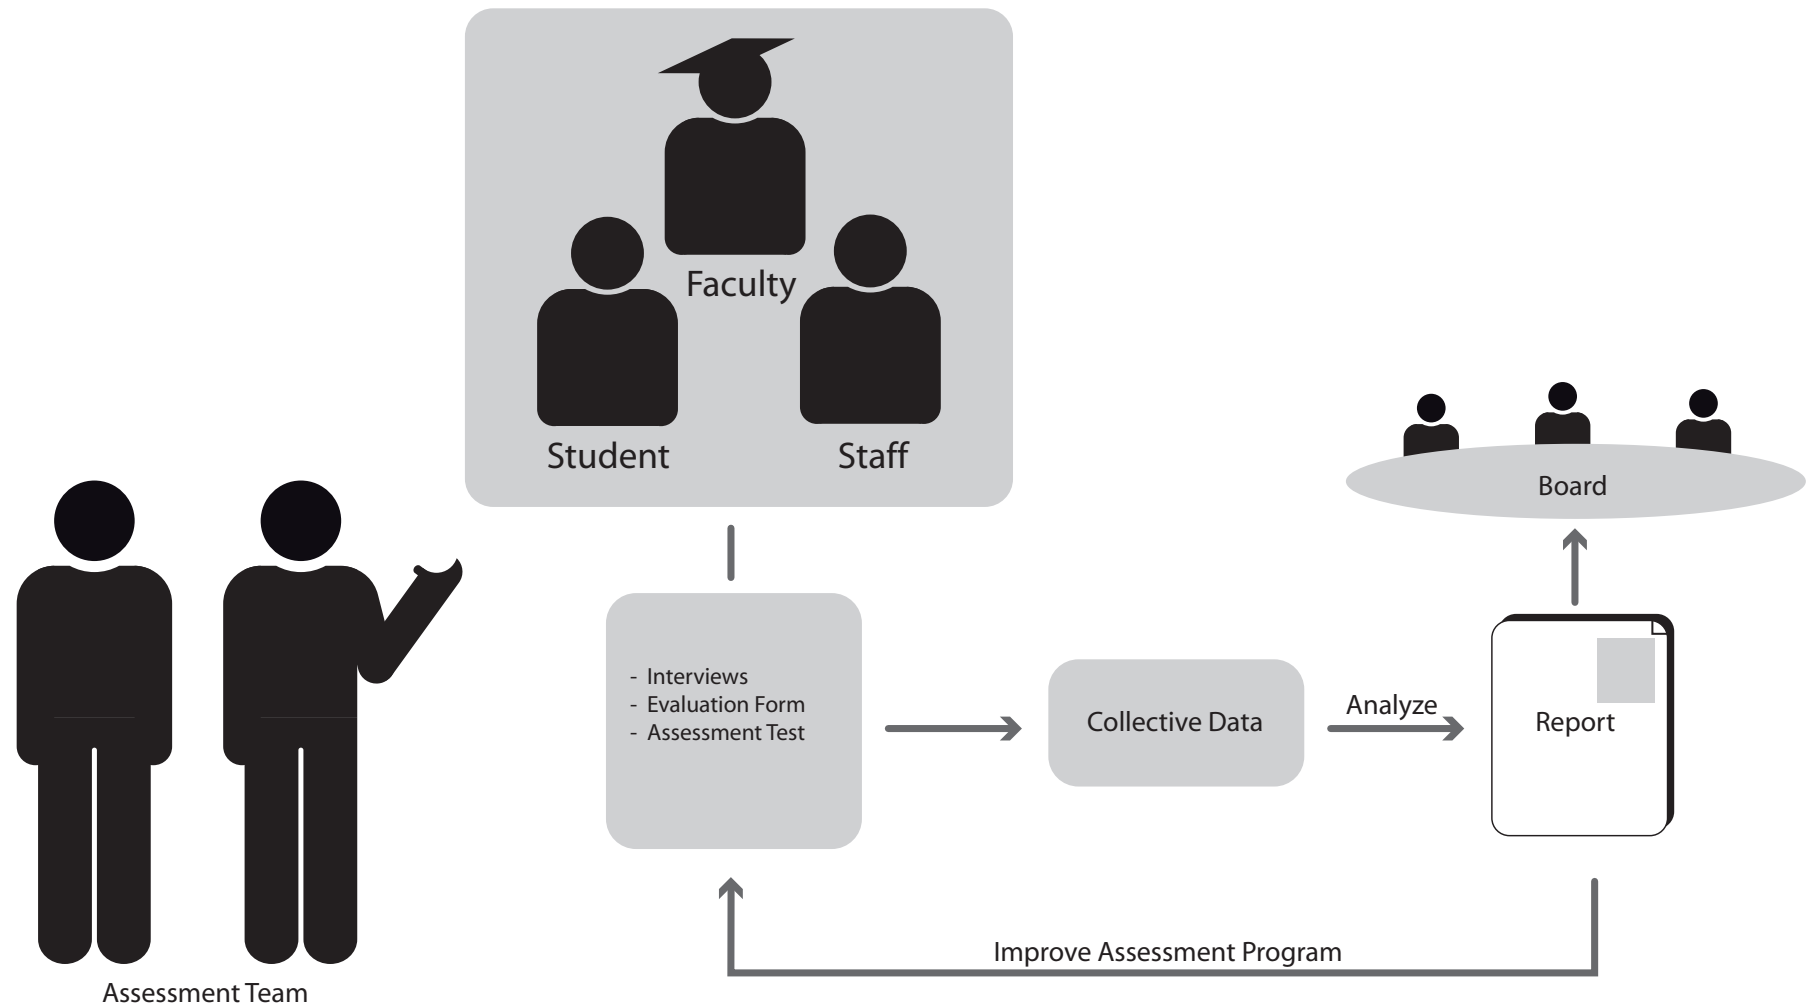 Faculty
Student
Staff
Board
- Interviews
- Evaluation Form
- Assessment Test
Collective Data
Analyze
Report
Improve Assessment Program
Assessment Team